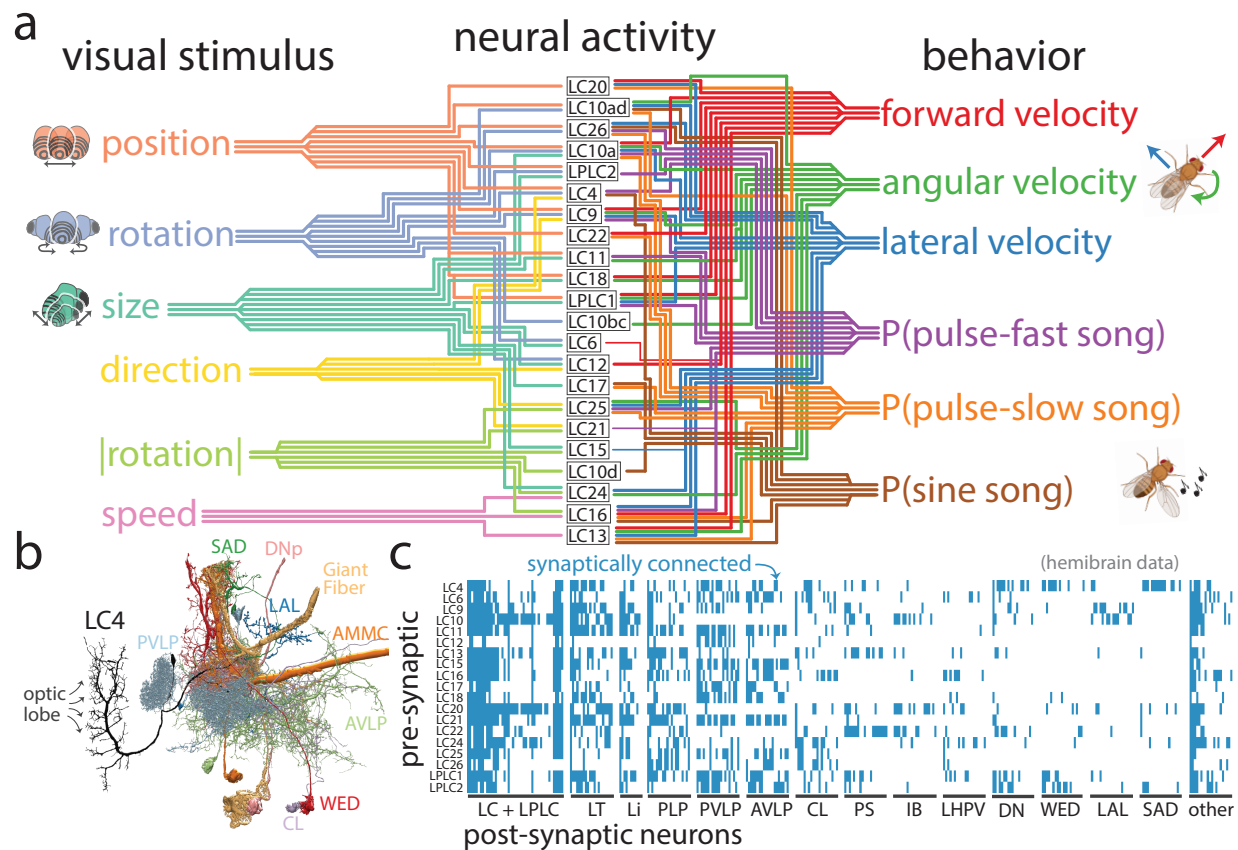 a
visual stimulus
neural activity
behavior
position
rotation
size
direction
|rotation|
speed
LC20
LC10ad
LC26
LC10a
LPLC2
LC4
LC9
LC22
LC11
LC18
LPLC1
LC10bc
LC6
LC12
LC17
LC25
LC21
LC15
LC10d
LC24
LC16
LC13
forward velocity
angular velocity
lateral velocity
P(pulse-fast song)
P(pulse-slow song)
P(sine song)
b
SAD
DNp
Giant
Fiber
LAL
LC4
PVLP
AMMC
optic
lobe
AVLP
WED
CL
c
synaptically connected
(hemibrain data)
pre-synaptic
LC4
LC6
LC9
LC10
LC11
LC12
LC13
LC15
LC16
LC17
LC18
LC20
LC21
LC22
LC24
LC25
LC26
LPLC1
LPLC2
LC + LPLC LT Li PLP PVLP AVLP CL PS IB LHPV DN WED LAL SAD other
post-synaptic neurons